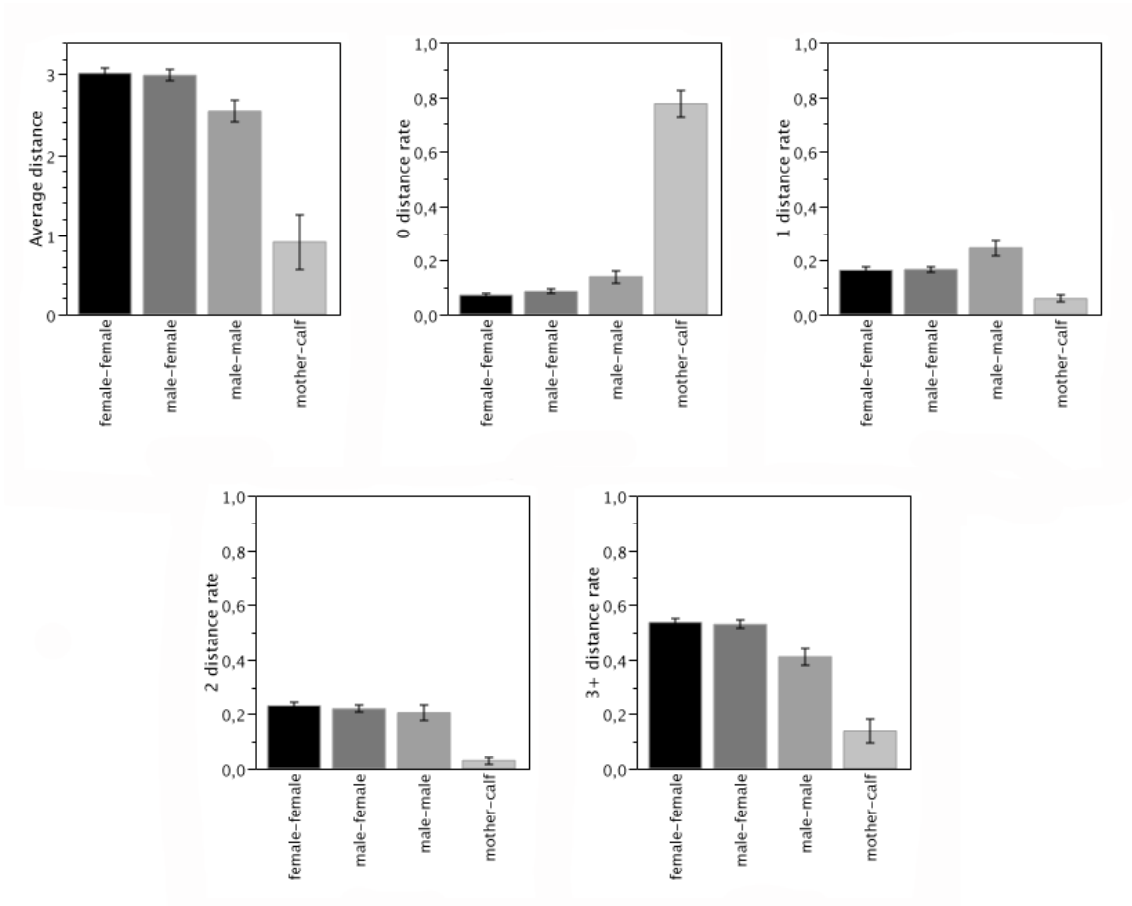 Average distance
3
2
1
0
female-female
male-female
male-male
mother-calf
0 distance rate
1,0
0,8
0,6
0,4
0,2
0,0
female-female
male-female
male-male
mother-calf
1 distance rate
1,0
0,8
0,6
0,4
0,2
0,0
female-female
male-female
male-male
mother-calf
2 distance rate
1,0
0,8
0,6
0,4
0,2
0,0
female-female
male-female
male-male
mother-calf
3+ distance rate
1,0
0,8
0,6
0,4
0,2
0,0
female-female
male-female
male-male
mother-calf